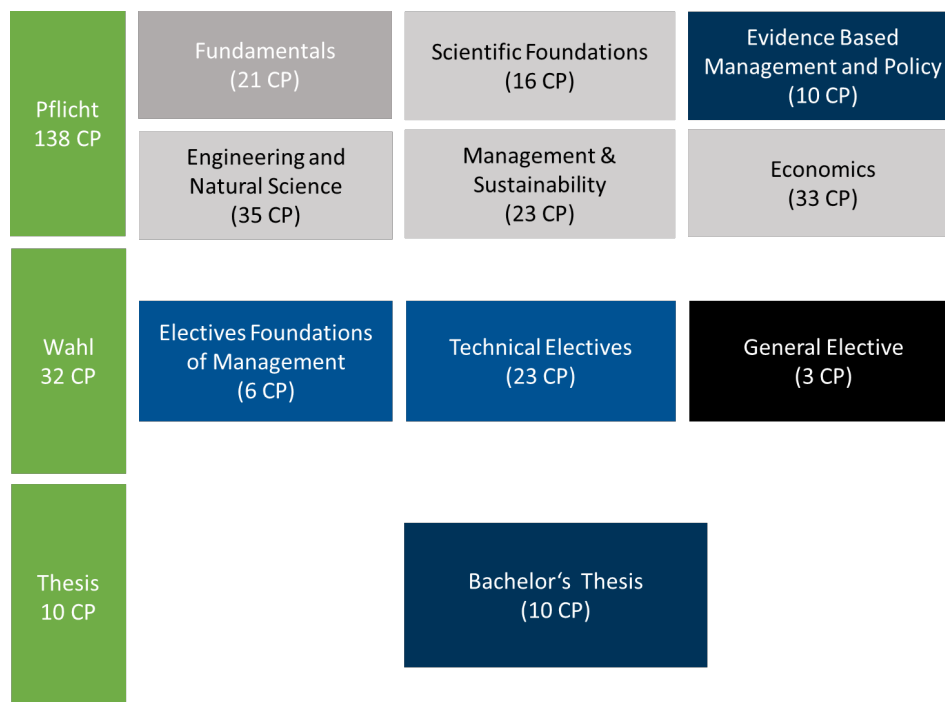 Pflicht
138 CP
Fundamentals
(21 CP)
Scientific Foundations
(16 CP)
Evidence Based
Management and Policy
(10 CP)
Engineering and
Natural Science
(35 CP)
Management &
Sustainability
(23 CP)
Economics
(33 CP)
Wahl
32 CP
Electives Foundations
of Management
(6 CP)
Technical Electives
(23 CP)
General Elective
(3 CP)
Thesis
10 CP
Bachelor‘s Thesis
(10 CP)